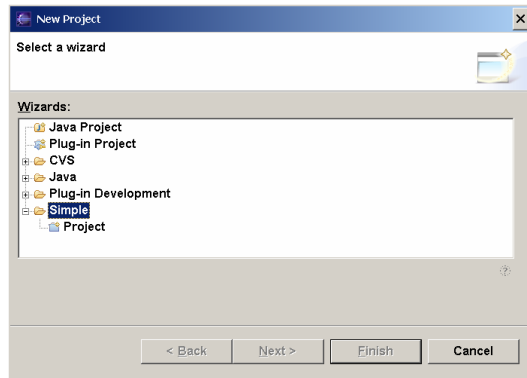 New Project
Select a wizard
Wizards:
Java Project
Plug-in Project
CVS
Java
Plug-in Development
Simple
Project
?
< Back Next > Finish Cancel